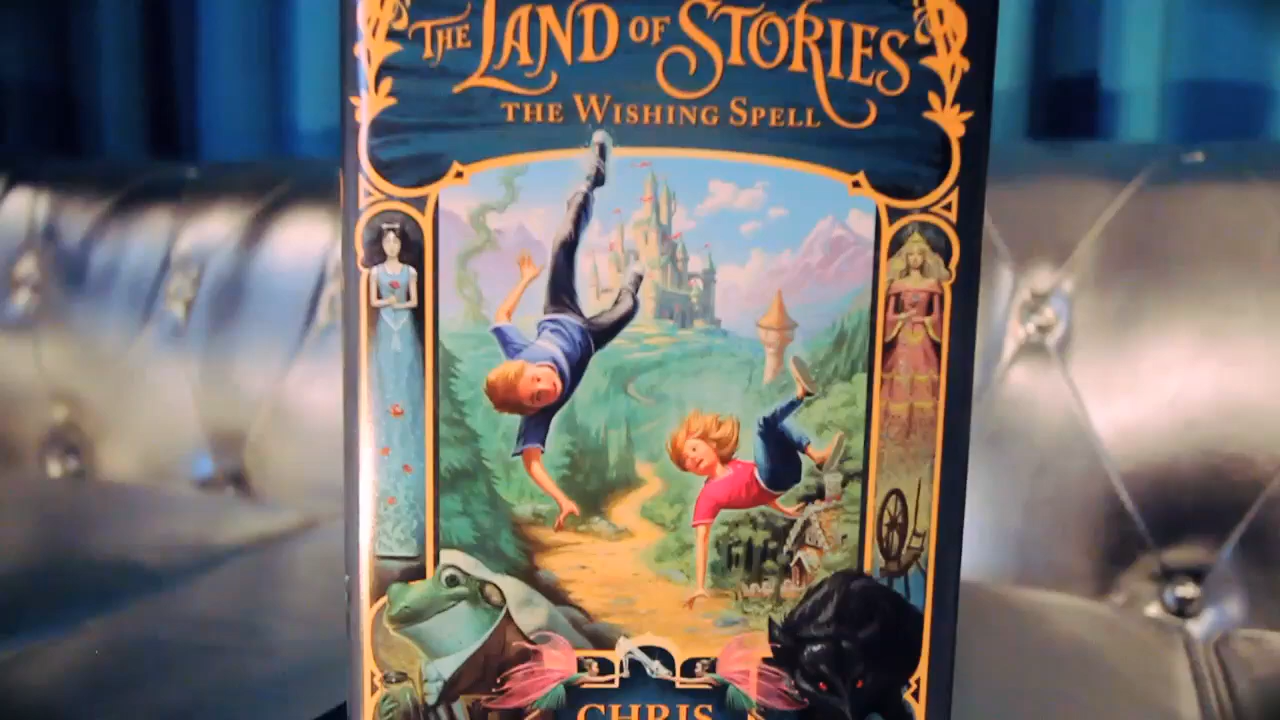 THE LAND OF STORIES
THE WISHING SPELL
CHRIS